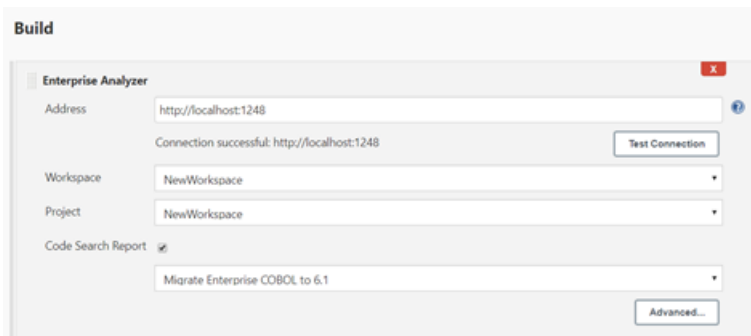 Build
X
Enterprise Analyzer
Address http://localhost:1248
Connection successful: http://localhost:1248 Test Connection
Workspace NewWorkspace
Project NewWorkspace
Code Search Report
Migrate Enterprise COBOL to 6.1
Advanced...